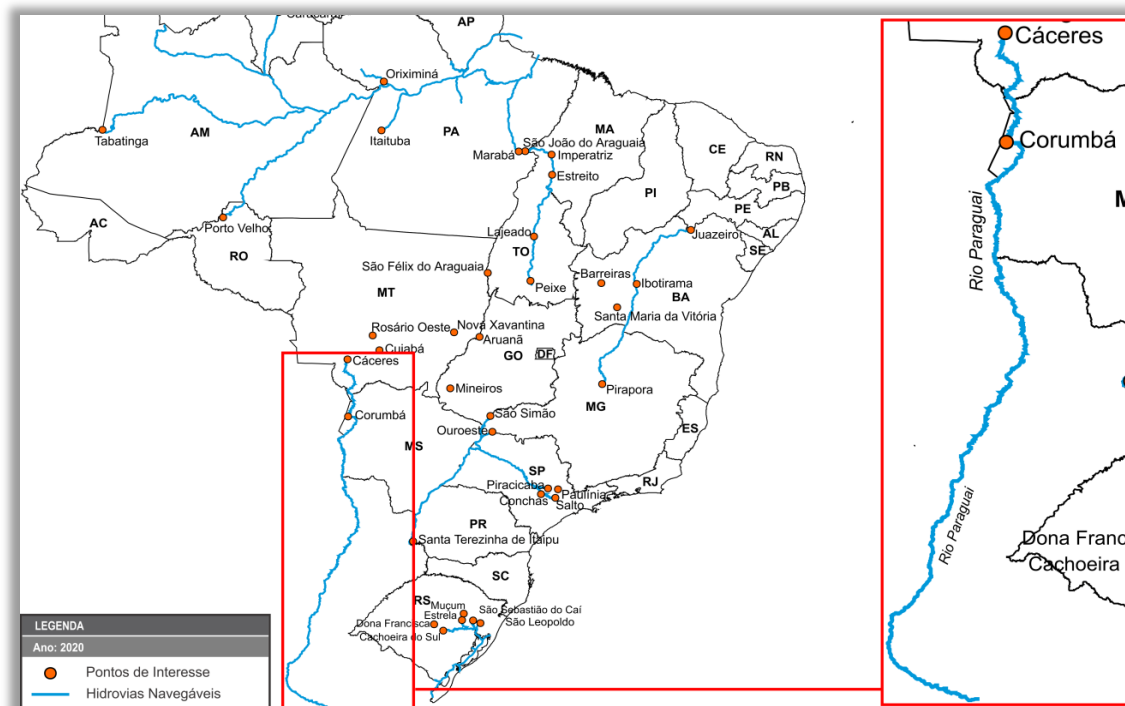 AP
Oriximiná
Tabatinga
AM
Itaituba
PA
MA
São João do Araguaia
Marabá
Imperatriz
Estreito
CE
RN
PB
PI
PE
AL
SE
AC
Porto Velho
RO
Lajeado
TO
Juazeiro
São Félix do Araguaia
Peixe
Barreiras
Ibotirama
BA
MT
Santa Maria da Vitória
Rosário Oeste
Nova Xavantina
Aruanã
Cuiabá
GO
DF
Cáceres
Mineiros
Pirapora
MG
Corumbá
São Simão
Ouroeste
MS
ES
SP
Piracicaba
Paulínia
Conchas
Salto
RJ
PR
Santa Terezinha de Itaipu
SC
RS
Muçum
Estrela
São Sebastião do Caí
Dona Francisca
São Leopoldo
Cachoeira do Sul
LEGENDA
Ano: 2020
Pontos de Interesse
Hidrovias Navegáveis
Cáceres
Corumbá
M
Rio Paraguai
Rio Paraguai
Dona Franc
Cachoeira